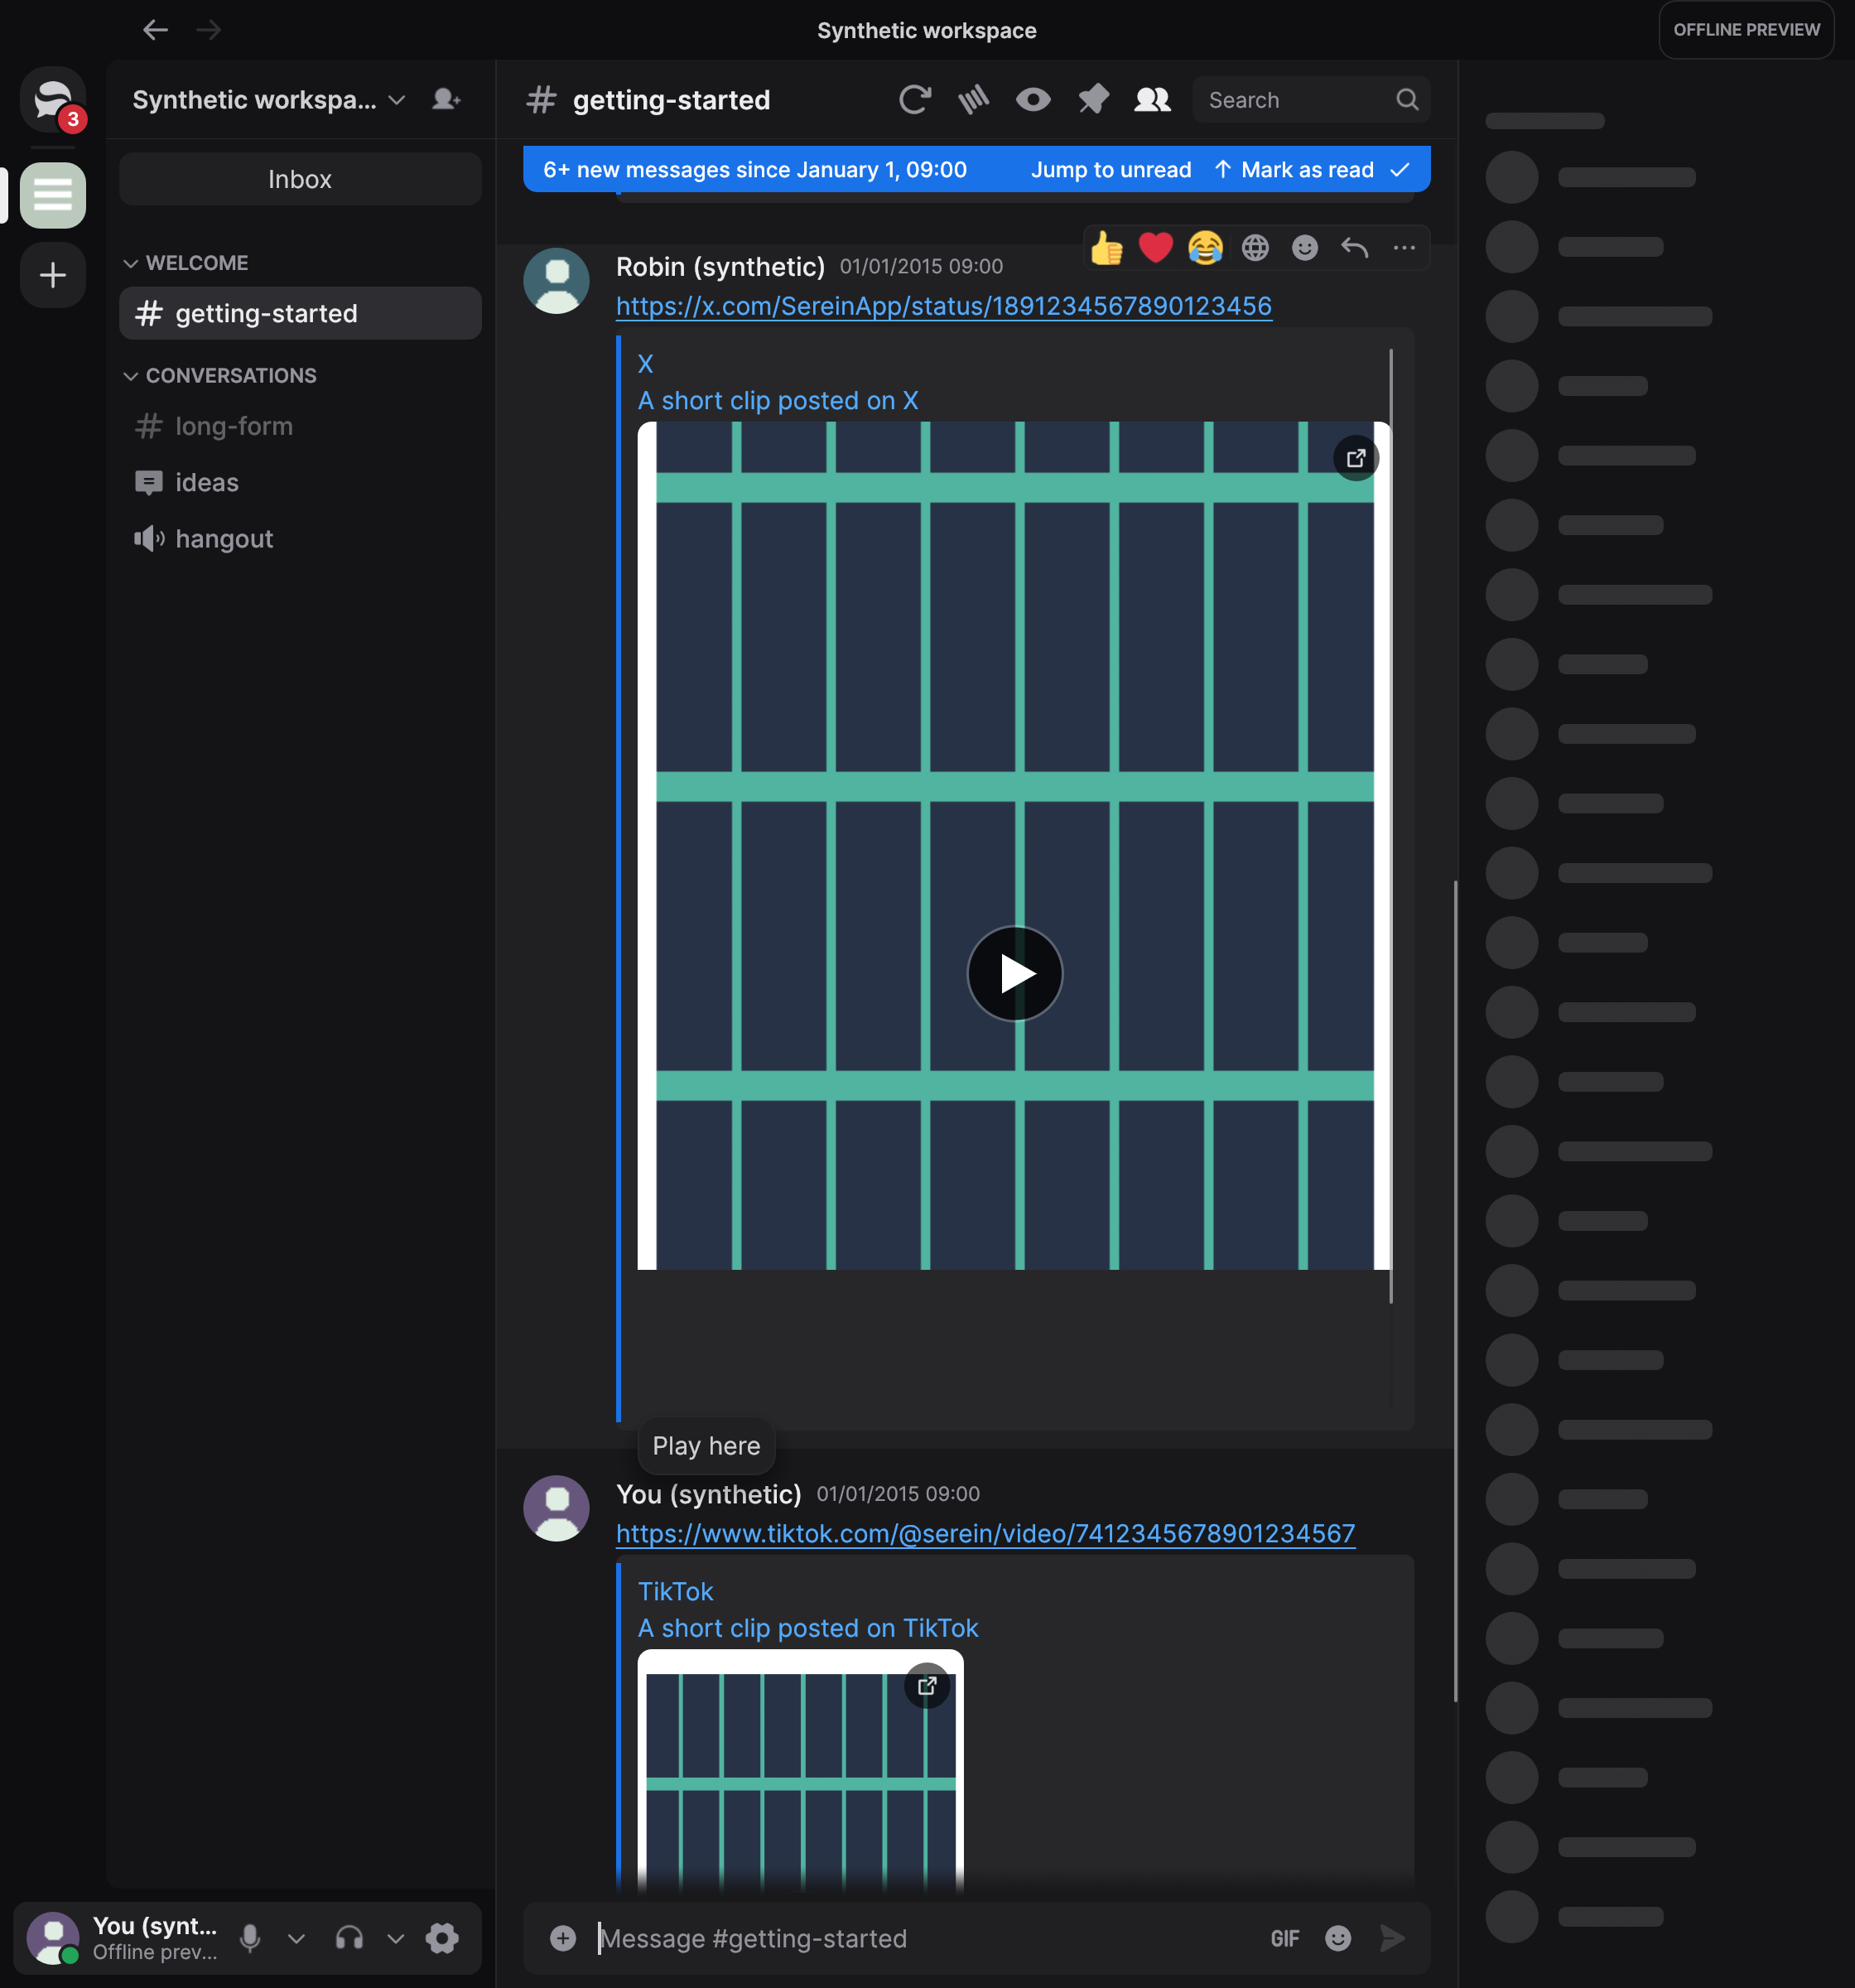 Synthetic workspace
OFFLINE PREVIEW
3
Synthetic workspa...
Inbox
WELCOME
getting-started
CONVERSATIONS
long-form
ideas
hangout
You (synt...
Offline prev...
# getting-started
Search
6+ new messages since January 1, 09:00
Jump to unread ↑ Mark as read ✓
Robin (synthetic) 01/01/2015 09:00
https://x.com/SereinApp/status/1891234567890123456
X
A short clip posted on X
Play here
You (synthetic) 01/01/2015 09:00
https://www.tiktok.com/@serein/video/7412345678901234567
TikTok
A short clip posted on TikTok
Message #getting-started
GIF